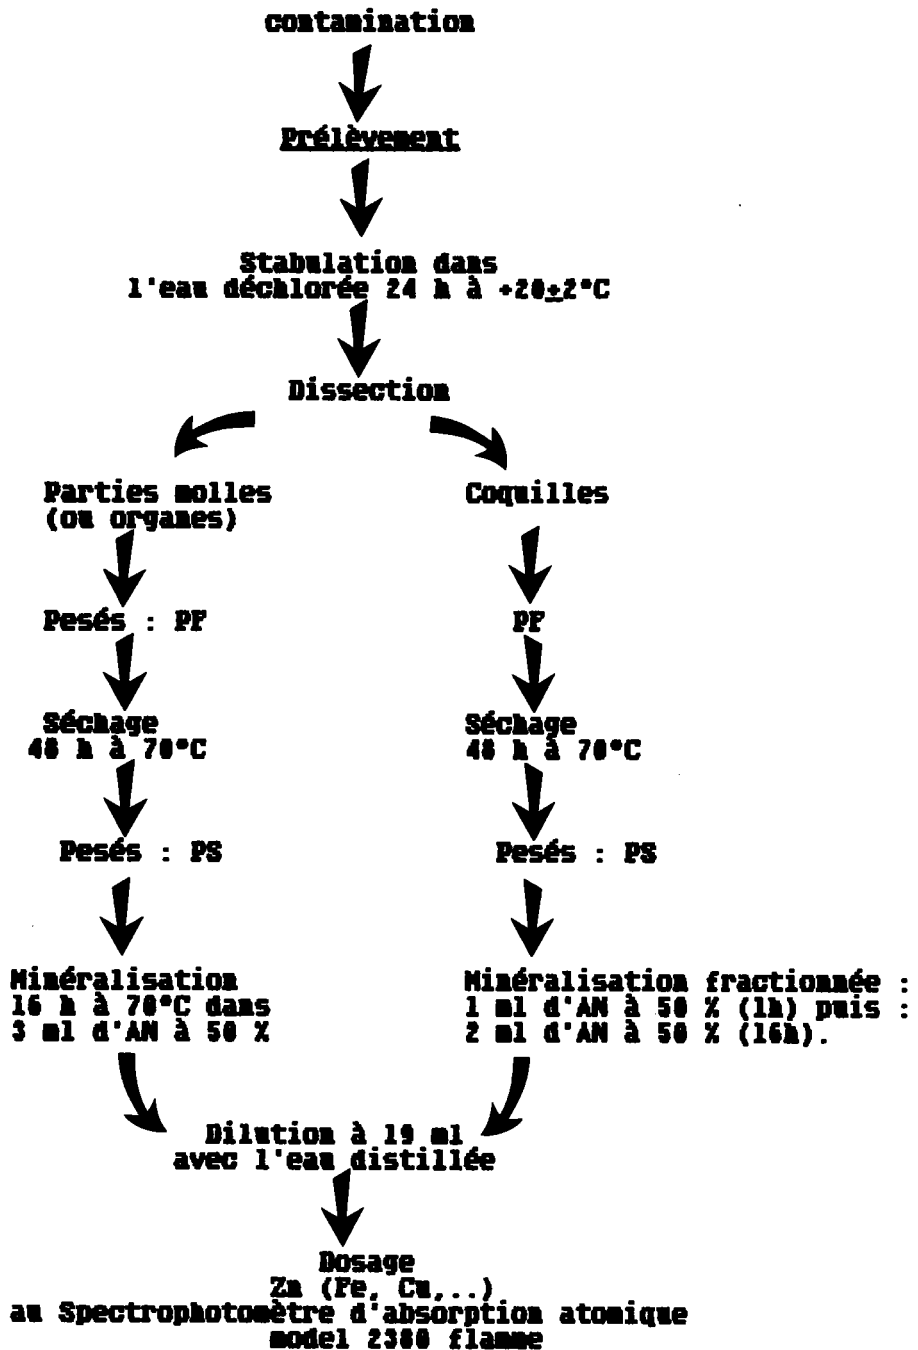 contamination
Prélèvement
Stabulation dans
l'eau déchlorée 24 h à +20±2°C
Dissection
Parties molles
(ou organes)
Coquilles
Pesés : PF
PF
Séchage
48 h à 70°C
Séchage
48 h à 70°C
Pesés : PS
Pesés : PS
Minéralisation
16 h à 70°C dans
3 ml d'AN à 50 %
Minéralisation fractionnée :
1 ml d'AN à 50 % (1h) puis :
2 ml d'AN à 50 % (16h).
Dilution à 19 ml
avec l'eau distillée
Dosage
Zn (Fe, Cu,..)
au Spectrophotomètre d'absorption atomique
model 2380 flamme